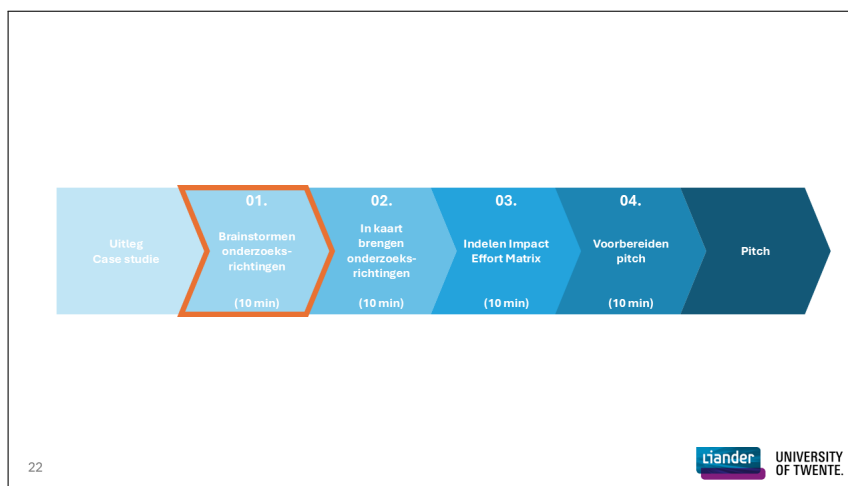 Uitleg
Case studie
01.
Brainstormen
onderzoeks-
richtingen
(10 min)
02.
In kaart
brengen
onderzoeks-
richtingen
(10 min)
03.
Indelen Impact
Effort Matrix
(10 min)
04.
Voorbereiden
pitch
(10 min)
Pitch
22
Liander
UNIVERSITY
OF TWENTE.